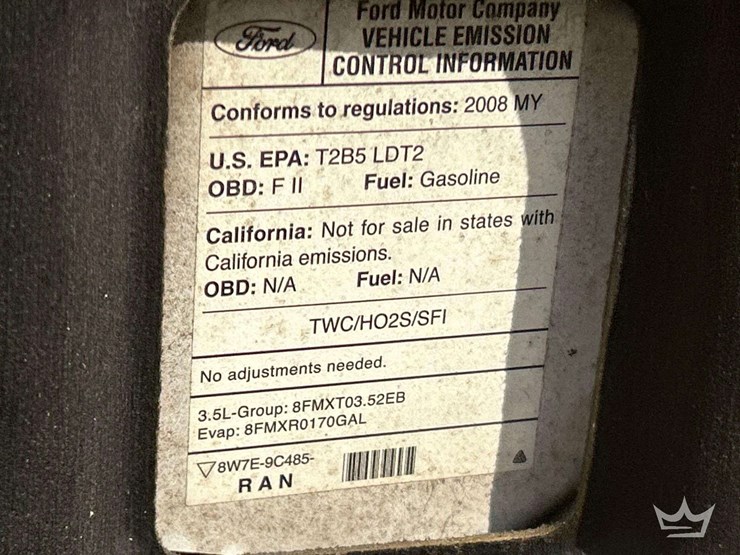 Ford
Ford Motor Company
VEHICLE EMISSION
CONTROL INFORMATION
Conforms to regulations: 2008 MY
U.S. EPA: T2B5 LDT2
OBD: F II Fuel: Gasoline
California: Not for sale in states with
California emissions.
OBD: N/A Fuel: N/A
TWC/HO2S/SFI
No adjustments needed.
3.5L-Group: 8FMXT03.52EB
Evap: 8FMXR0170GAL
8W7E-9C485-
RAN